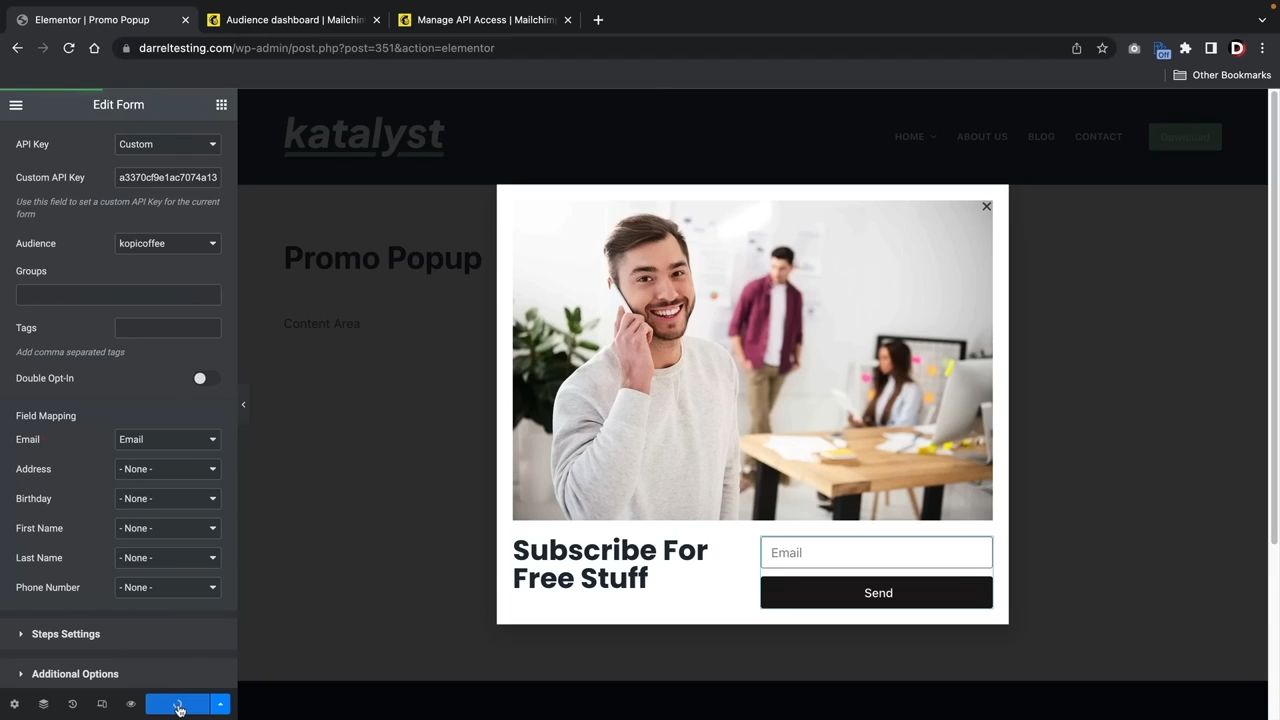 Elementor | Promo Popup
Audience dashboard | Mailchim
Manage API Access | Mailchim
darreltesting.com/wp-admin/post.php?post=351&action=elementor
Off
D
Other Bookmarks
Edit Form
API Key
Custom
Custom API Key
a3370cf9e1ac7074a13
Use this field to set a custom API Key for the current
form
Audience
kopicoffee
Groups
Tags
Add comma separated tags
Double Opt-In
Field Mapping
Email *
Email
Address
- None -
Birthday
- None -
First Name
- None -
Last Name
- None -
Phone Number
- None -
Steps Settings
Additional Options
katalyst
HOME
ABOUT US
BLOG
CONTACT
Download
Promo Popup
Content Area
Subscribe For
Free Stuff
Email
Send